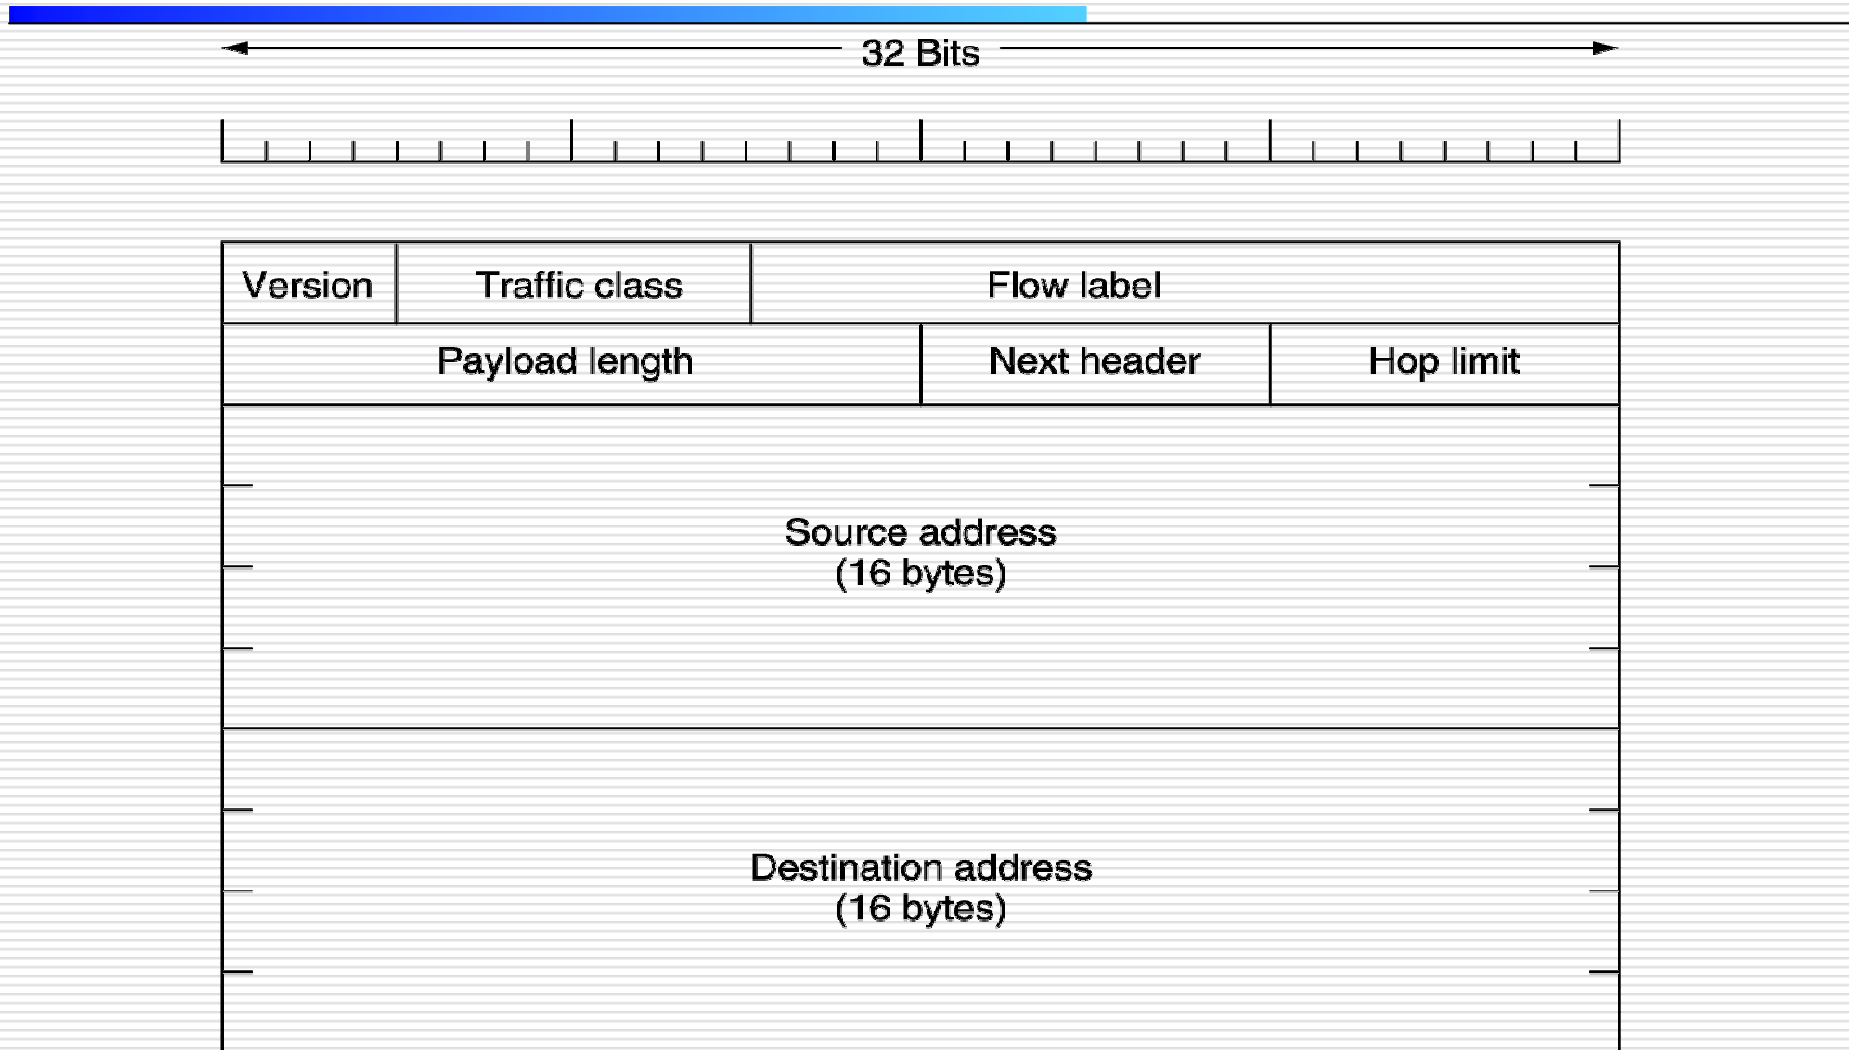 32 Bits
Version Traffic class Flow label
Payload length Next header Hop limit
Source address
(16 bytes)
Destination address
(16 bytes)